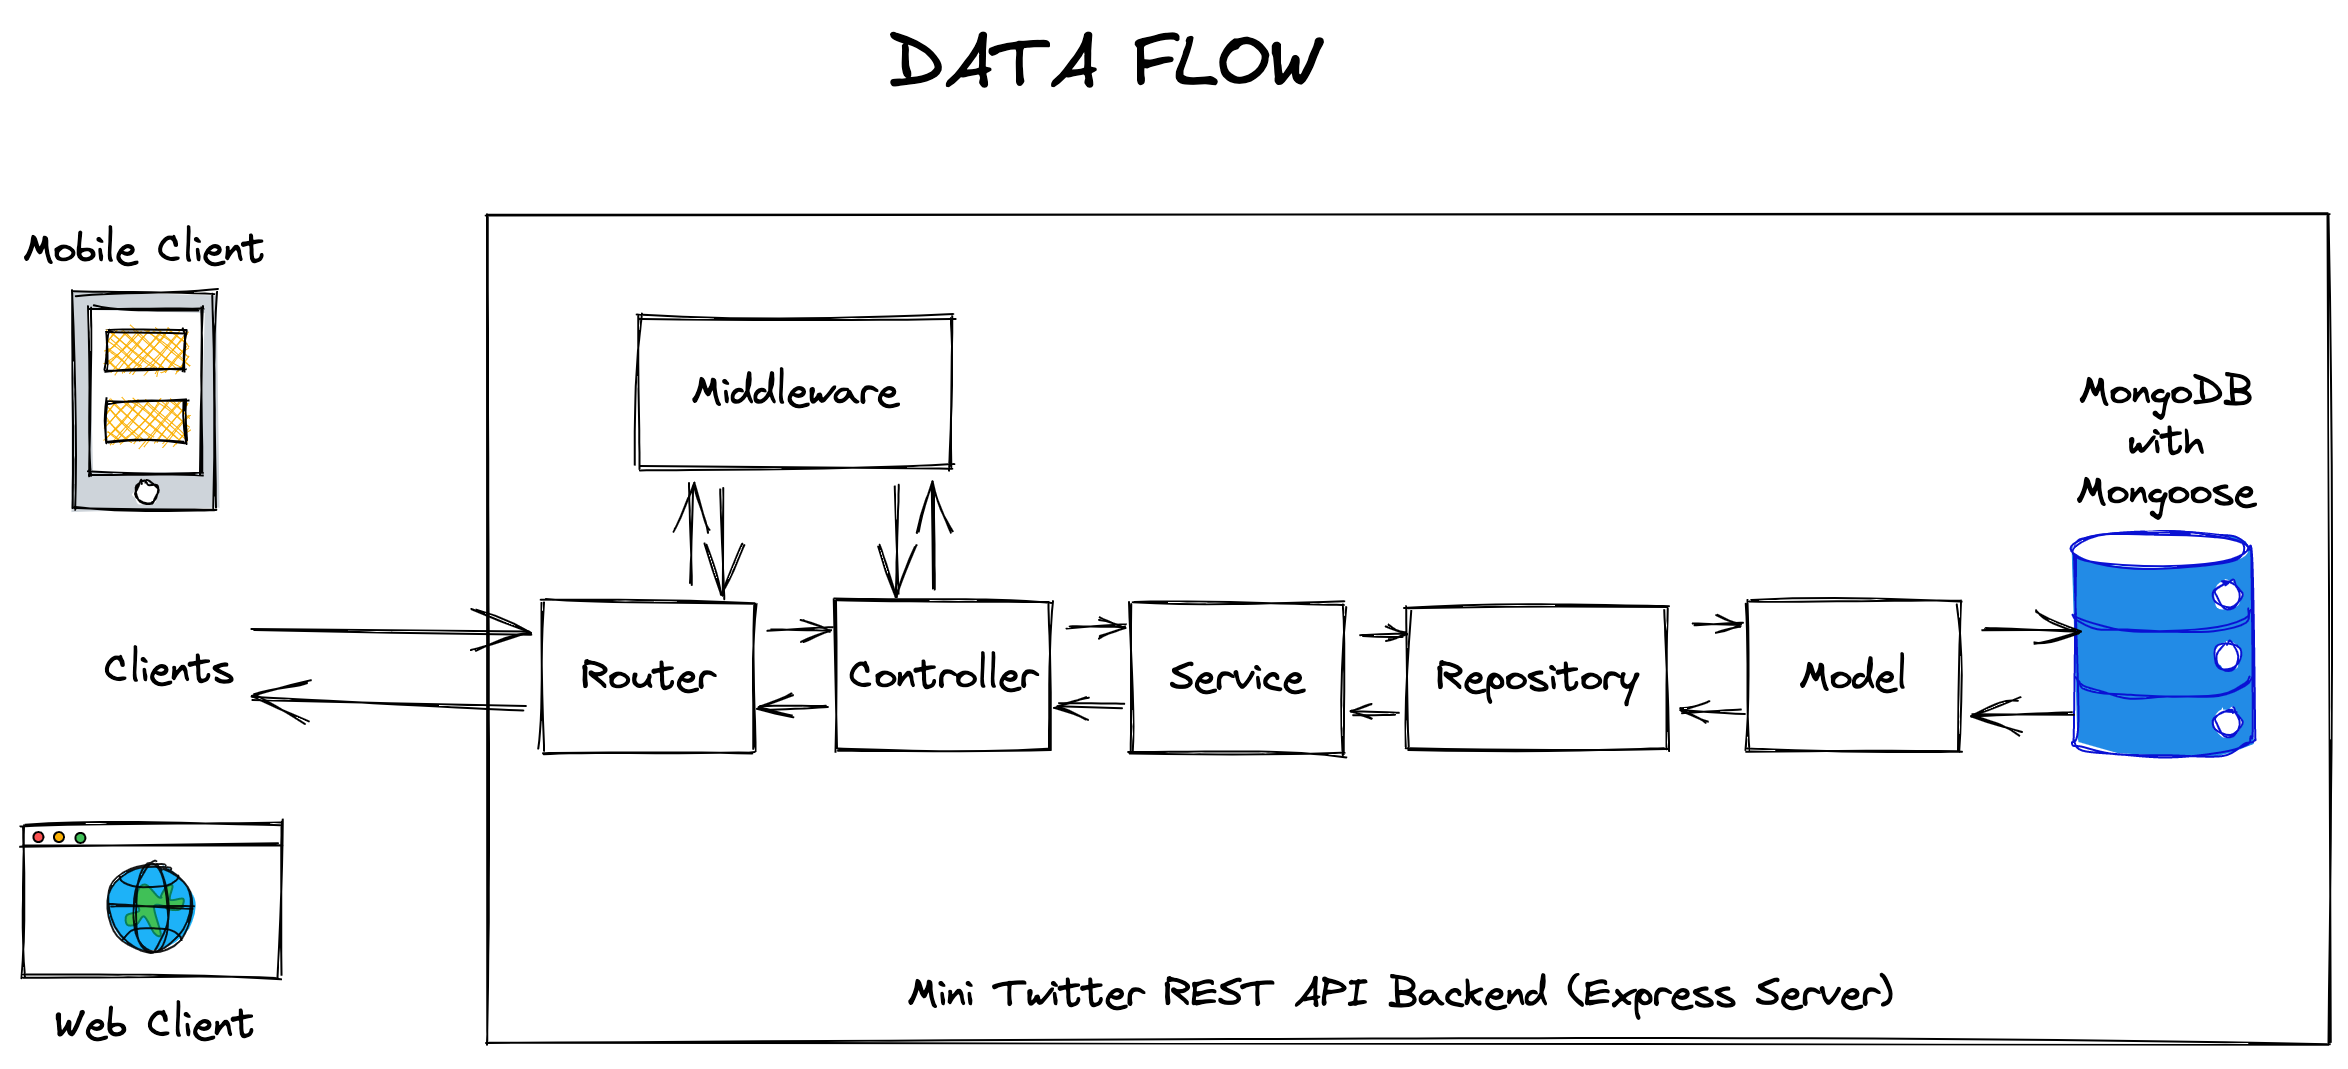 DATA FLOW
Mobile Client
Middleware
MongoDB
with
Mongoose
Clients
Router
Controller
Service
Repository
Model
Mini Twitter REST API Backend (Express Server)
Web Client